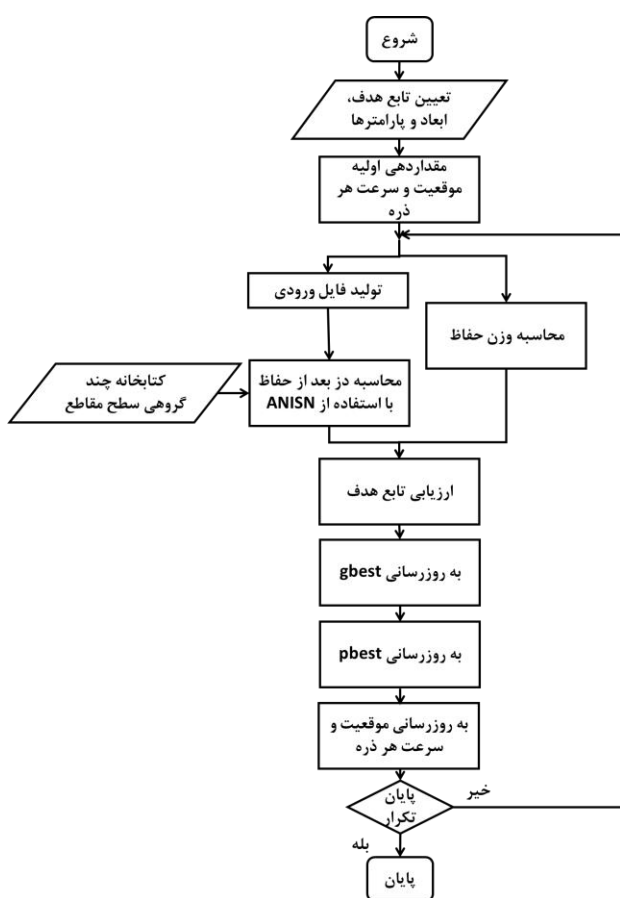 شروع
تعیین تابع هدف،
ابعاد و پارامترها
مقداردهی اولیه
موقعیت و سرعت هر
ذره
تولید فایل ورودی
محاسبه وزن حفاظ
کتابخانه چند
گروهی سطح مقاطع
محاسبه دز بعد از حفاظ
با استفاده از ANISN
ارزیابی تابع هدف
به روزرسانی gbest
به روزرسانی pbest
به روزرسانی موقعیت و
سرعت هر ذره
پایان
تکرار
خیر
بله
پایان